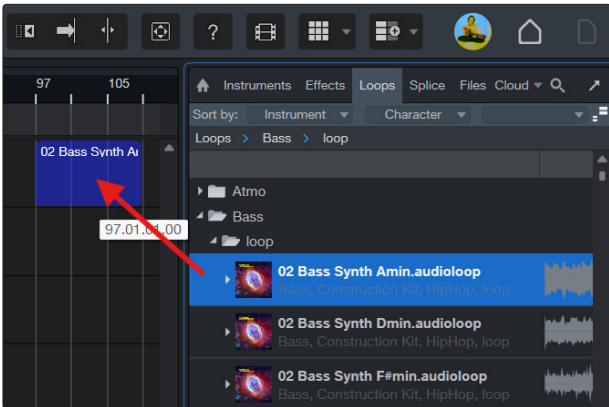 ?
97 105
Instruments Effects Loops Splice Files Cloud
Sort by: Instrument Character
Loops > Bass > loop
02 Bass Synth
Atmo
Bass
97.01.01.00
loop
02 Bass Synth Amin.audioloop
Bass, Construction Kit, HipHop, loop
02 Bass Synth Dmin.audioloop
Bass, Construction Kit, HipHop, loop
02 Bass Synth F#min.audioloop
Bass, Construction Kit, HipHop, loop